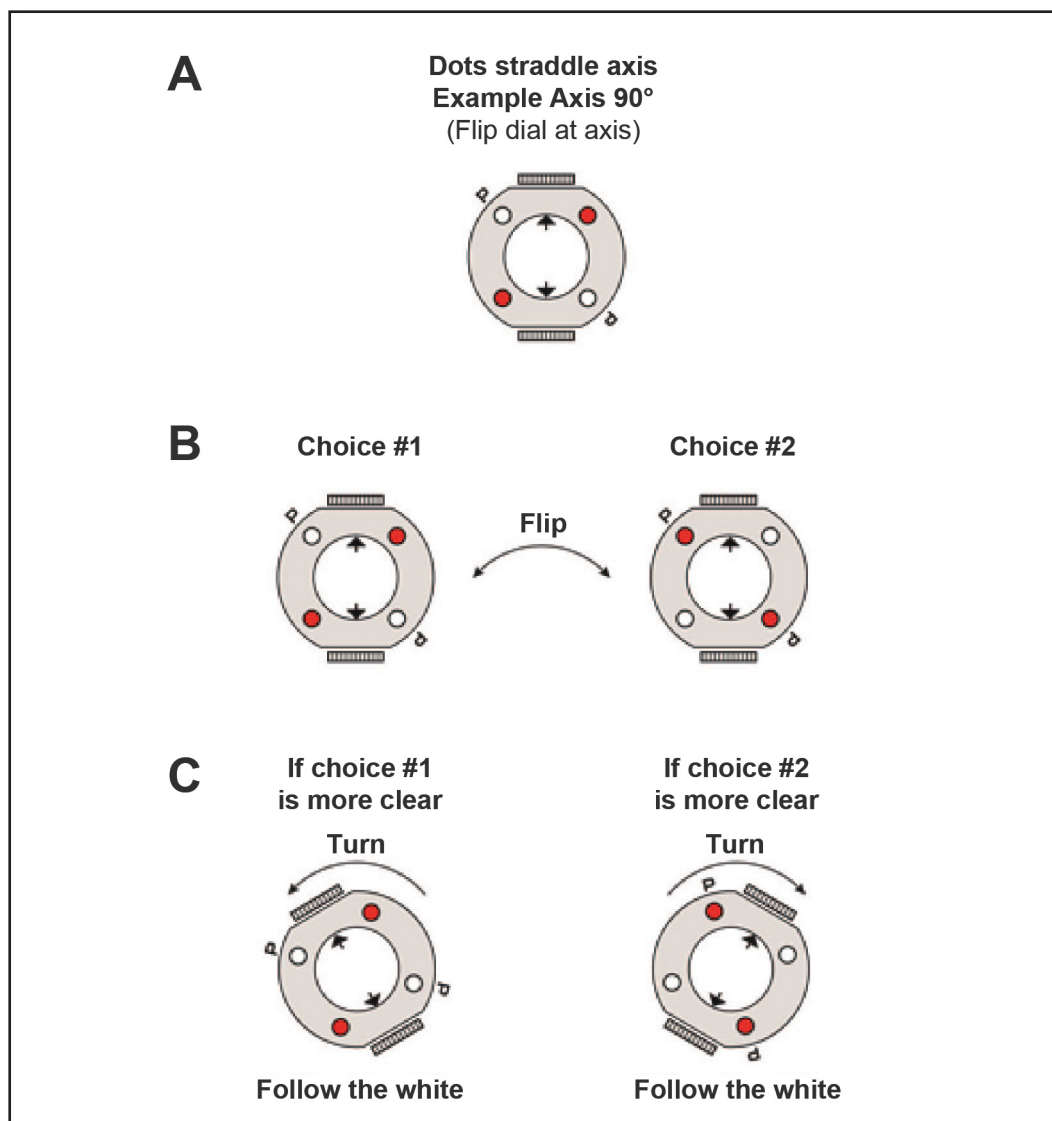 A
Dots straddle axis
Example Axis 90°
(Flip dial at axis)
P
P
B
Choice #1
Choice #2
Flip
P
P
P
P
C
If choice #1
is more clear
Turn
If choice #2
is more clear
Turn
P
P
P
P
Follow the white
Follow the white